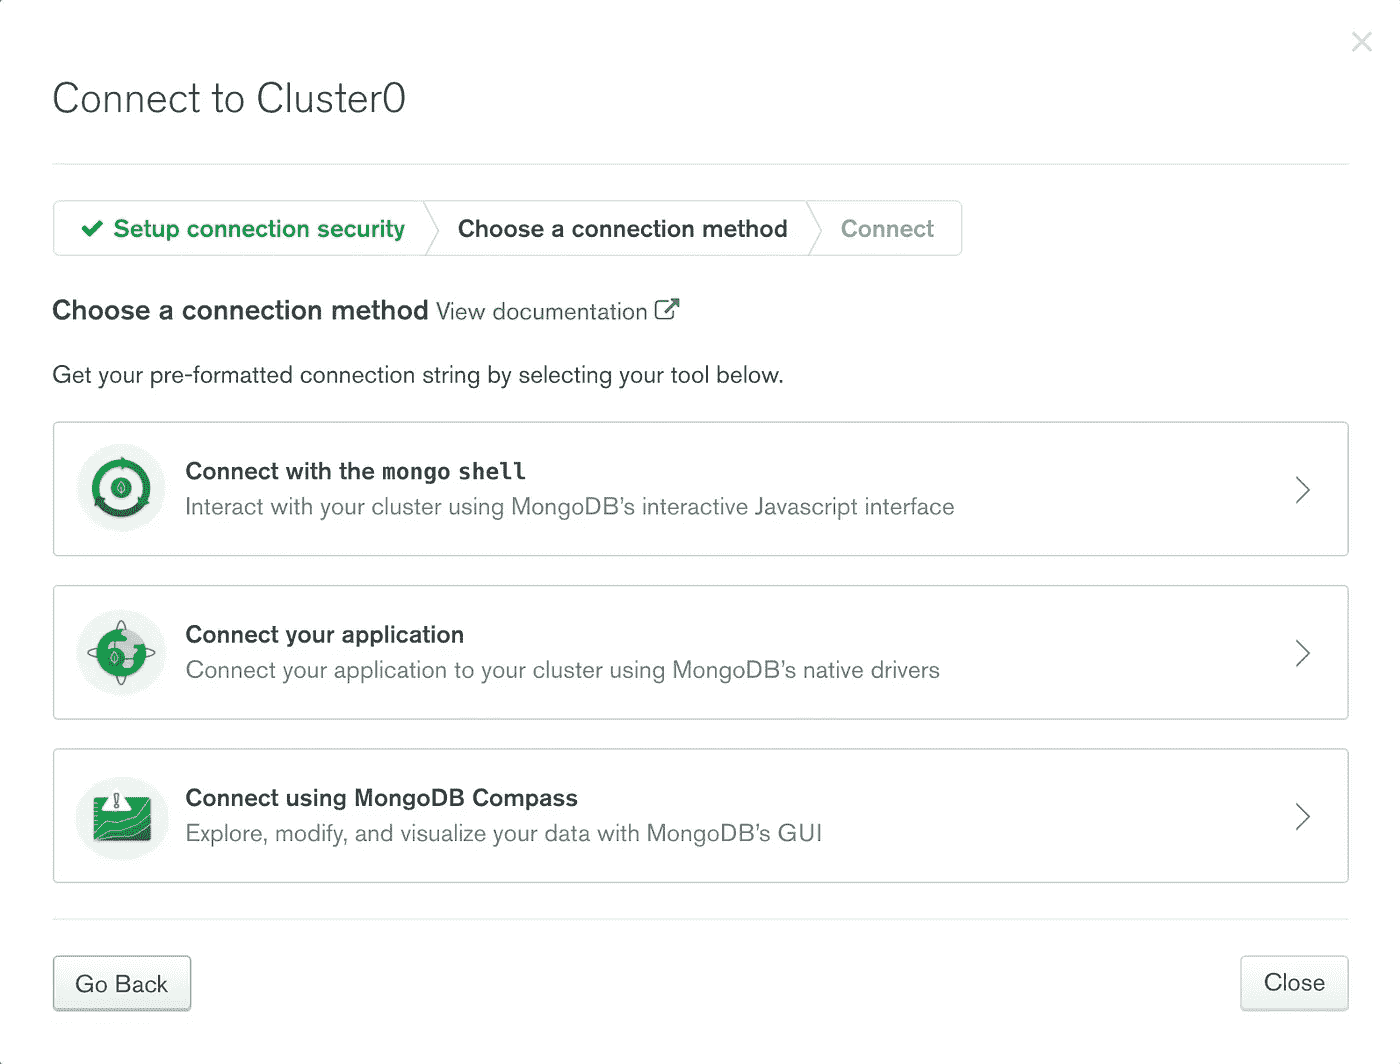 Connect to Cluster0
Setup connection security
Choose a connection method
Connect
Choose a connection method View documentation
Get your pre-formatted connection string by selecting your tool below.
Connect with the mongo shell
Interact with your cluster using MongoDB's interactive Javascript interface
Connect your application
Connect your application to your cluster using MongoDB's native drivers
Connect using MongoDB Compass
Explore, modify, and visualize your data with MongoDB's GUI
Go Back
Close